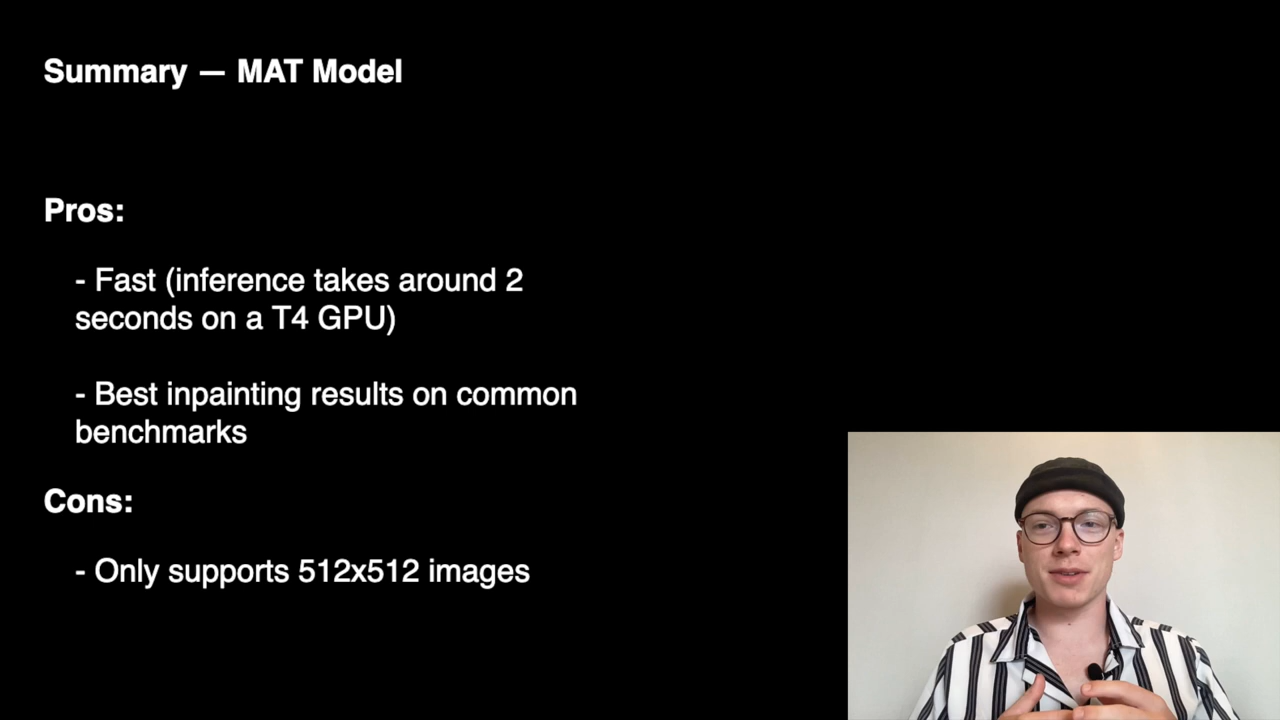 Summary — MAT Model
Pros:
- Fast (inference takes around 2
seconds on a T4 GPU)
- Best inpainting results on common
benchmarks
Cons:
- Only supports 512x512 images